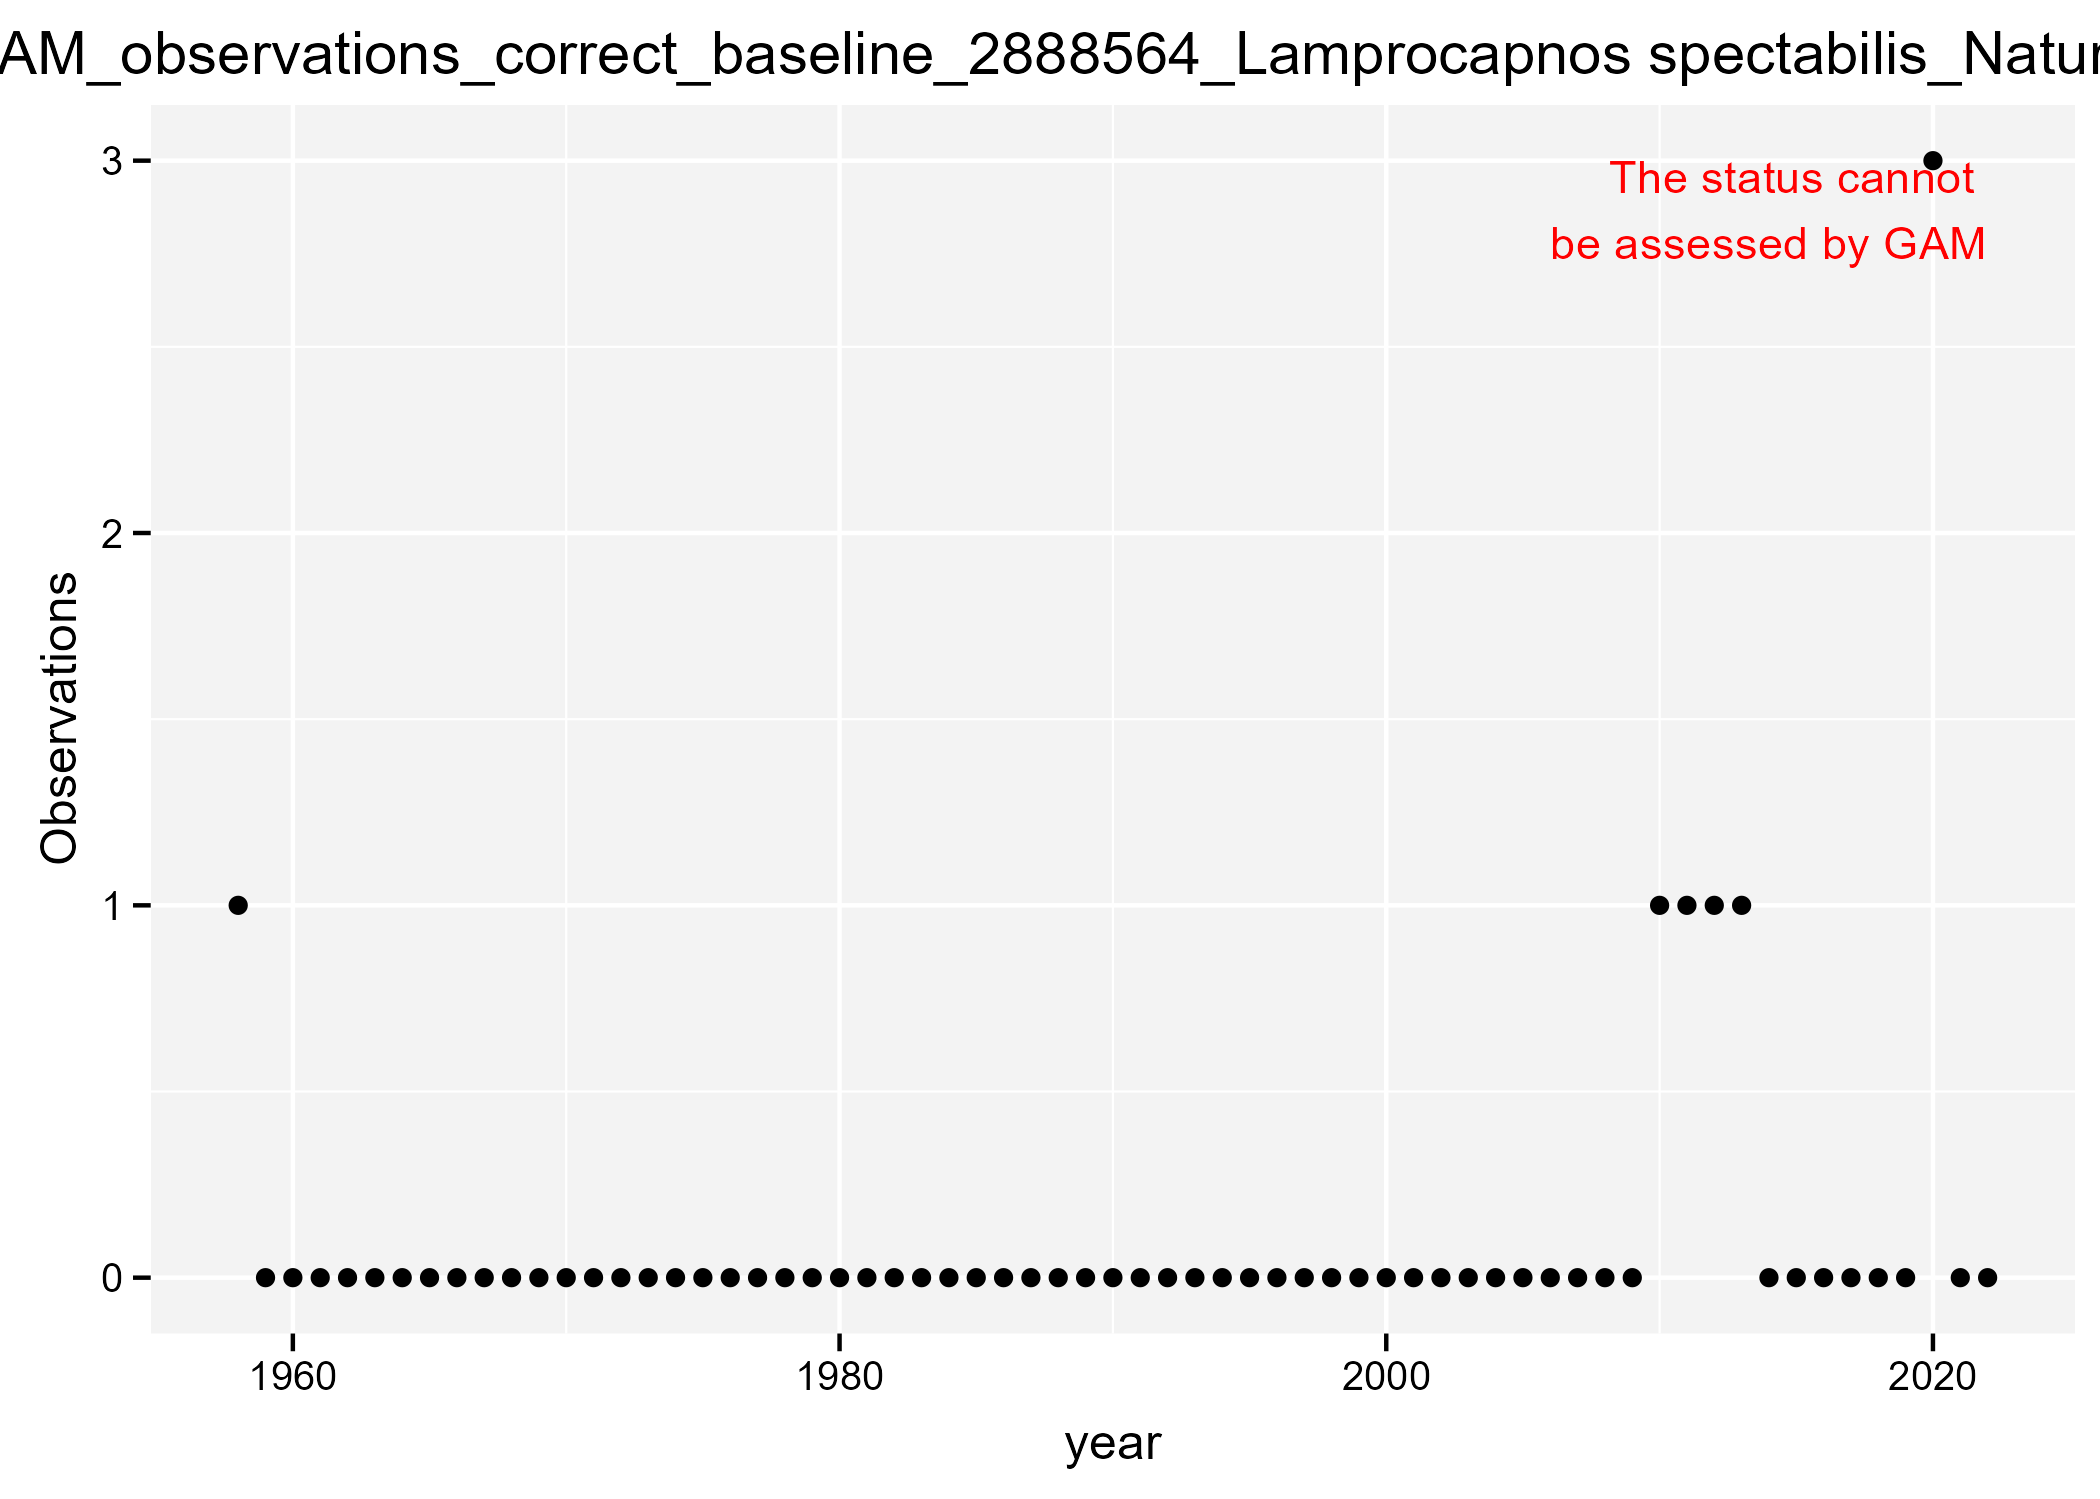 AM_observations_correct_baseline_2888564_Lamprocapnos spectabilis_Natur
3
The status cannot
be assessed by GAM
2
Observations
1
0
1960 1980 2000 2020
year